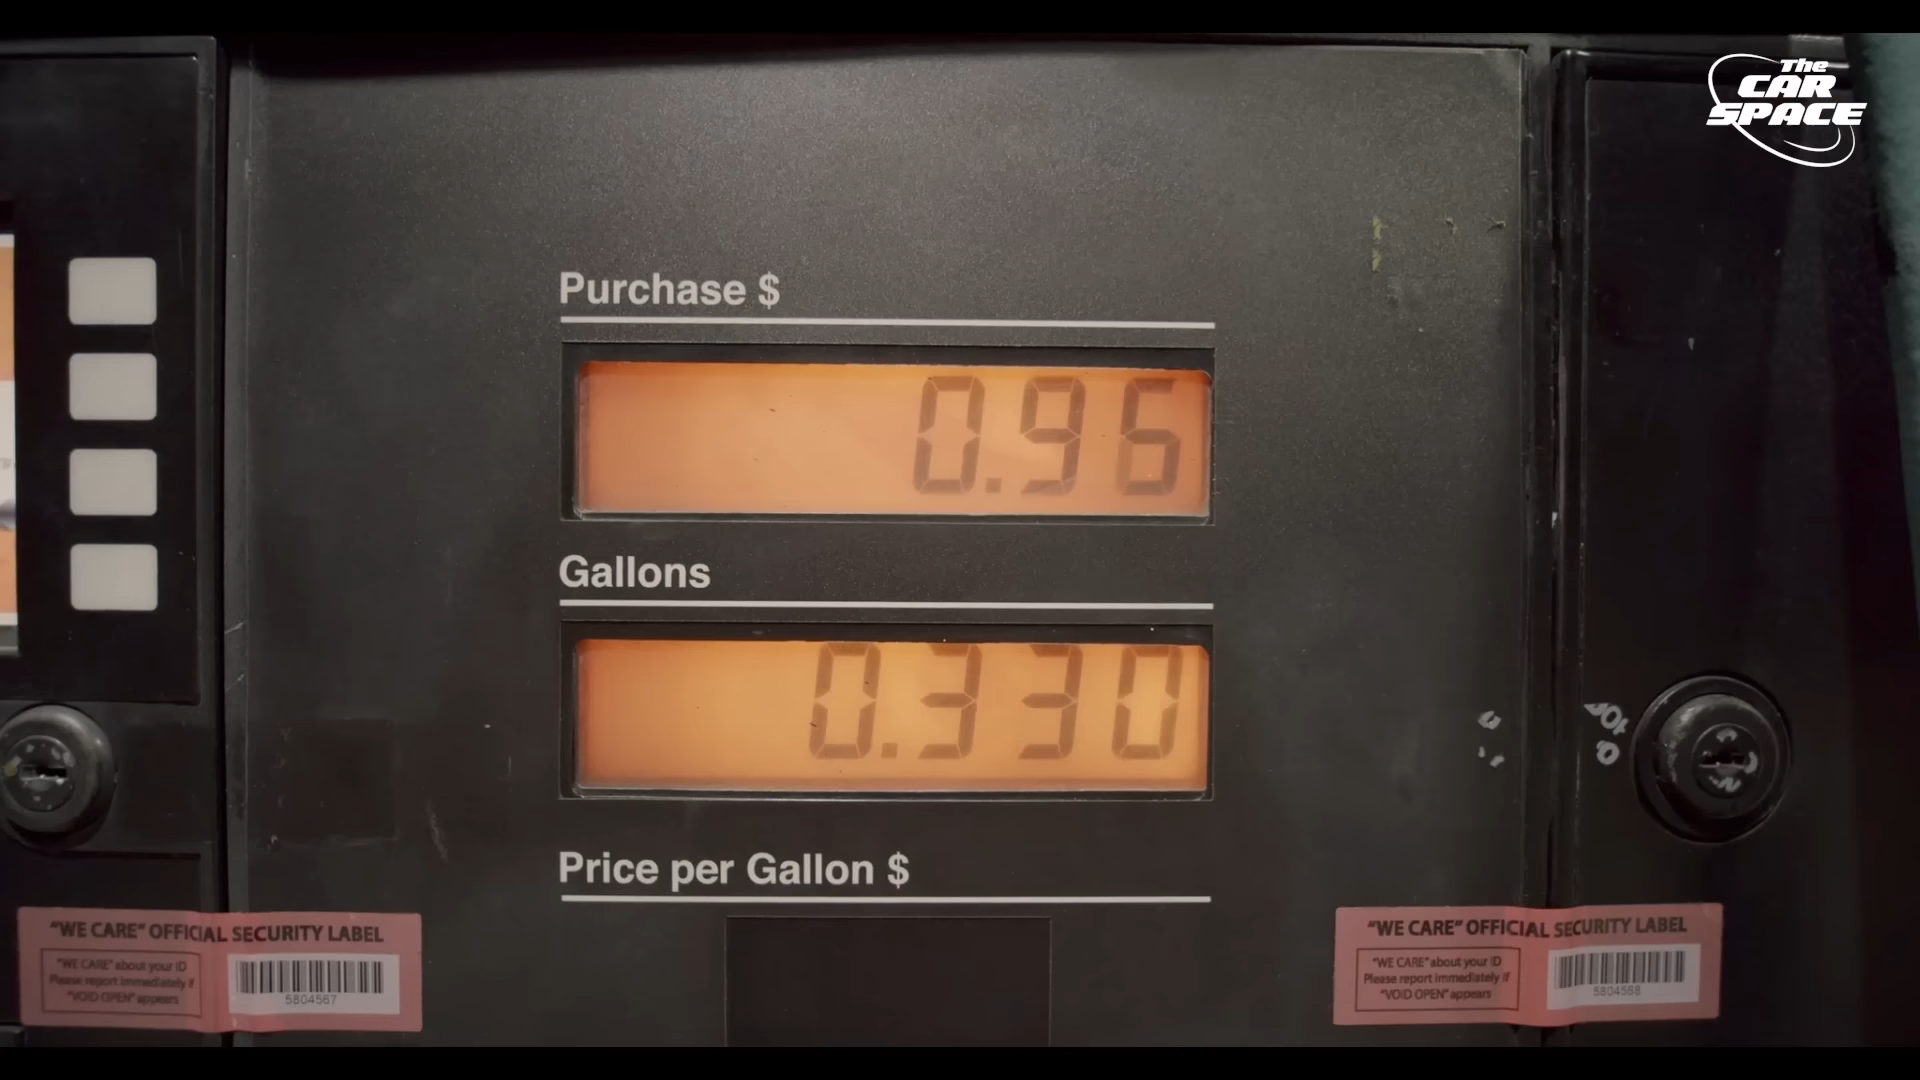 The
CAR
SPACE
Purchase $
0.96
Gallons
0.330
Price per Gallon $
"WE CARE" OFFICIAL SECURITY LABEL
"WE CARE" about your ID
Please report immediately if
"VOID OPEN" appears
5804567
"WE CARE" OFFICIAL SECURITY LABEL
"WE CARE" about your ID
Please report immediately if
"VOID OPEN" appears
5804568